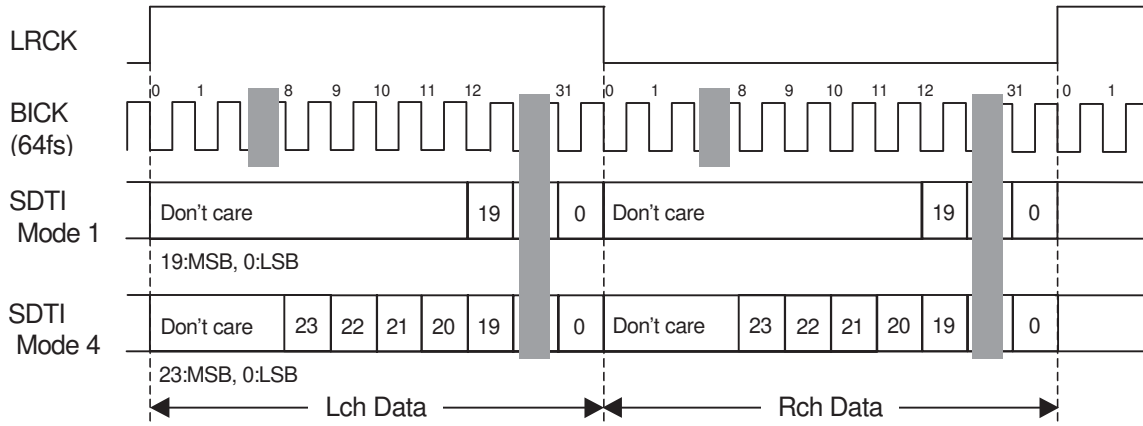 LRCK
0 1 8 9 10 11 12 31 0 1 8 9 10 11 12 31 0 1
BICK
(64fs)
SDTI
Mode 1
Don't care 19 0 Don't care 19 0
19:MSB, 0:LSB
SDTI
Mode 4
Don't care 23 22 21 20 19 0 Don't care 23 22 21 20 19 0
23:MSB, 0:LSB
Lch Data Rch Data